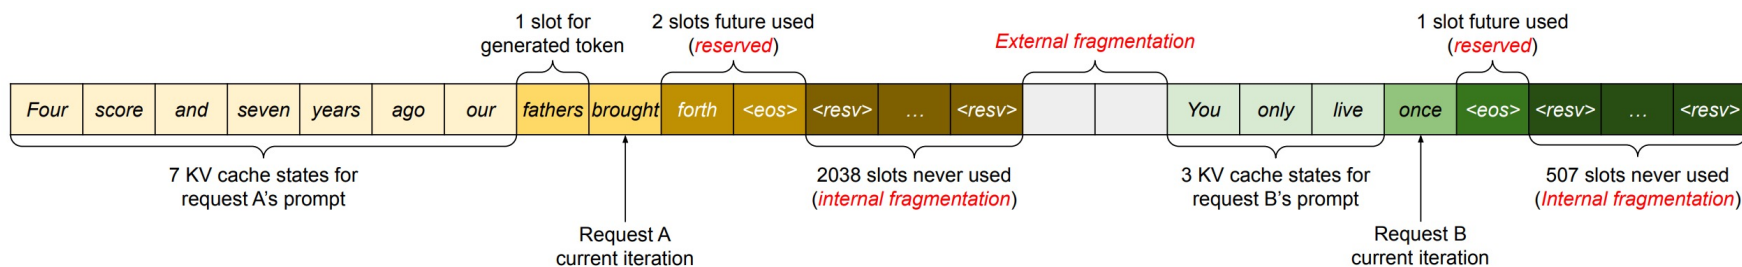 1 slot for
generated token
2 slots future used
(reserved)
External fragmentation
1 slot future used
(reserved)
Four score and seven years ago our fathers brought forth <eos> <resv> ... <resv> You only live once <eos> <resv> ... <resv>
7 KV cache states for
request A's prompt
2038 slots never used
(internal fragmentation)
3 KV cache states for
request B's prompt
507 slots never used
(Internal fragmentation)
Request A
current iteration
Request B
current iteration